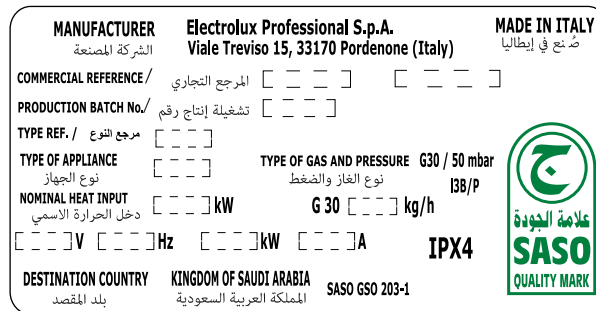 MANUFACTURER Electrolux Professional S.p.A. MADE IN ITALY
الشركة المصنعة Viale Treviso 15, 33170 Pordenone (Italy) صُنع في إيطاليا
COMMERCIAL REFERENCE / المرجع التجاري
PRODUCTION BATCH No./ تشغيلة إنتاج رقم
TYPE REF. / مرجع النوع
TYPE OF APPLIANCE TYPE OF GAS AND PRESSURE G30 / 50 mbar
نوع الجهاز نوع الغاز والضغط I3B/P
NOMINAL HEAT INPUT kW G 30 kg/h
دخل الحرارة الاسمي
V Hz kW A IPX4
ج
علامة الجودة
SASO
QUALITY MARK
DESTINATION COUNTRY KINGDOM OF SAUDI ARABIA SASO GSO 203-1
بلد المقصد المملكة العربية السعودية